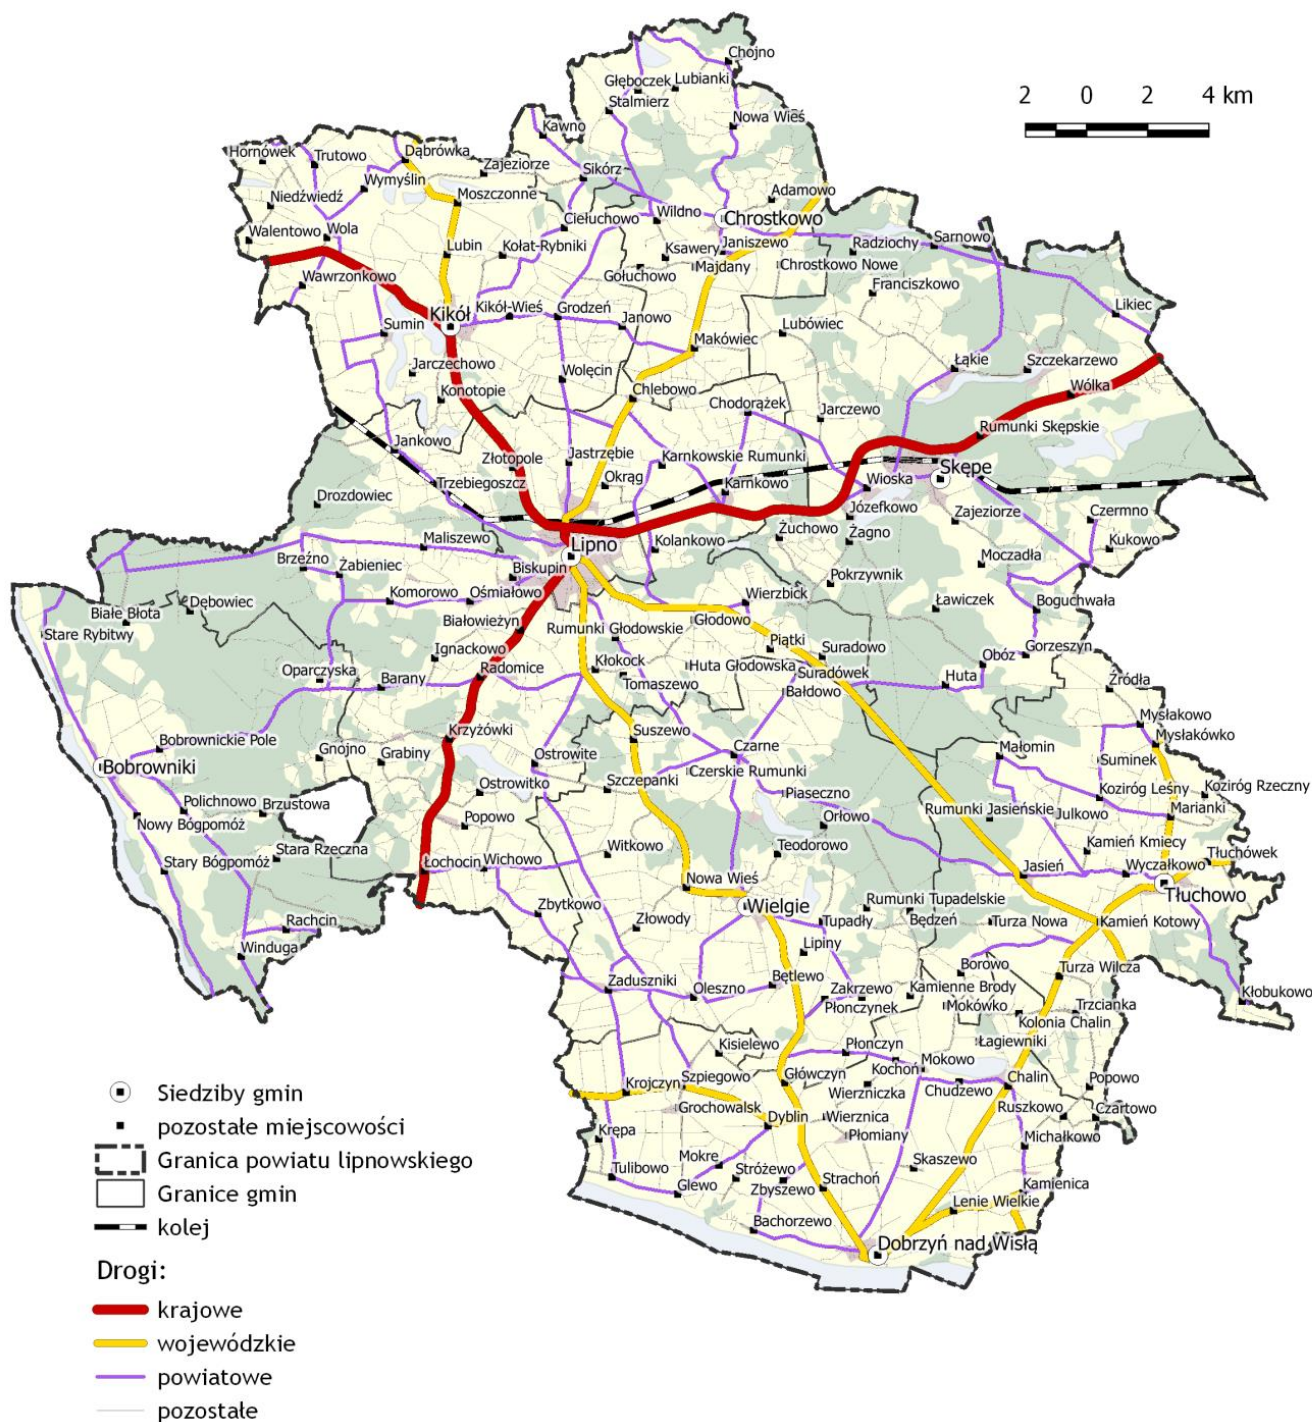 Chojno
Głęboczek
Lubianki
2 0 2 4 km
Stalmierz
Nowa Wieś
Kawno
Hornówek
Trutowo
Dąbrówka
Zajeziorze
Sikórz
Wymyślin
Niedźwiedź
Moszczonne
Adamowo
Ciełuchowo
Wildno
Chrostkowo
Walentowo
Wola
Lubin
Kołat-Rybniki
Ksawery
Janiszewo
Radziochy
Sarnowo
Gołuchowo
Majdany
Chrostkowo Nowe
Wawrzonkowo
Franciszkowo
Likiec
Kikół
Kikół-Wieś
Grodzeń
Janowo
Sumin
Lubówiec
Makówiec
Jarczechowo
Wolęcin
Łąkie
Szczekarzewo
Konotopie
Chlebowo
Wólka
Chodorążek
Jarczewo
Rumunki Skępskie
Jankowo
Złotopole
Jastrzębie
Karnkowskie Rumunki
Trzebiegoszcz
Okrąg
Karnkowo
Wioska
Skępe
Drozdowiec
Józefkowo
Zajeziorze
Czermno
Maliszewo
Lipno
Kolankowo
Żuchowo
Żagno
Kukowo
Brzeźno
Żabieniec
Biskupin
Moczadła
Pokrzywnik
Białe Błota
Dębowiec
Komorowo
Ośmiałowo
Wierzbick
Ławiczek
Boguchwała
Stare Rybitwy
Białowieżyn
Rumunki Głodowskie
Głodowo
Piątki
Ignackowo
Suradowo
Obóz
Gorzeszyn
Oparczyska
Barany
Radomice
Kłokock
Huta Głodowska
Suradówek
Huta
Tomaszewo
Bałdowo
Źródła
Krzyżówki
Suszewo
Mysłakowo
Bobrownickie Pole
Mysłakówko
Bobrowniki
Gnojno
Grabiny
Ostrowite
Czarne
Małomin
Suminek
Szczepanki
Czerskie Rumunki
Ostrowitko
Piaseczno
Kozioróg Leśny
Koziróg Rzeczny
Polichnowo
Brzustowa
Rumunki Jasieńskie
Julkowo
Marianki
Nowy Bógpomóż
Popowo
Orłowo
Stary Bógpomóż
Stara Rzeczna
Witkowo
Teodorowo
Kamień Kmiecy
Łochocin
Wichowo
Jasień
Wyczałkowo
Tłuchówek
Nowa Wieś
Tłuchowo
Zbytkowo
Wielgie
Rumunki Tupadelskie
Rachcin
Złowody
Tupadły
Będzeń
Turza Nowa
Kamień Kotowy
Winduga
Lipiny
Zaduszniki
Oleszno
Bętlewo
Borowo
Turza Wilcza
Zakrzewo
Kamienne Brody
Kłobukowo
Płonczynek
Mokówko
Trzcianka
Kolonia Chalin
Kisielewo
Płonczyn
Łagiewniki
Mokowo
Krojczyn
Szpiegowo
Główczyn
Kochoń
Chudzewo
Chalin
Popowo
Wierzniczka
Grochowalsk
Dyblin
Wierznica
Ruszkowo
Czartowo
Krępa
Płomiany
Michałkowo
Mokre
Stróżewo
Skaszewo
Tulibowo
Glewo
Zbyszewo
Strachoń
Kamienica
Lenie Wielkie
Bachorzewo
Dobrzyń nad Wisłą
Siedziby gmin
pozostałe miejscowości
Granica powiatu lipnowskiego
Granice gmin
kolej
Drogi:
krajowe
wojewódzkie
powiatowe
pozostałe